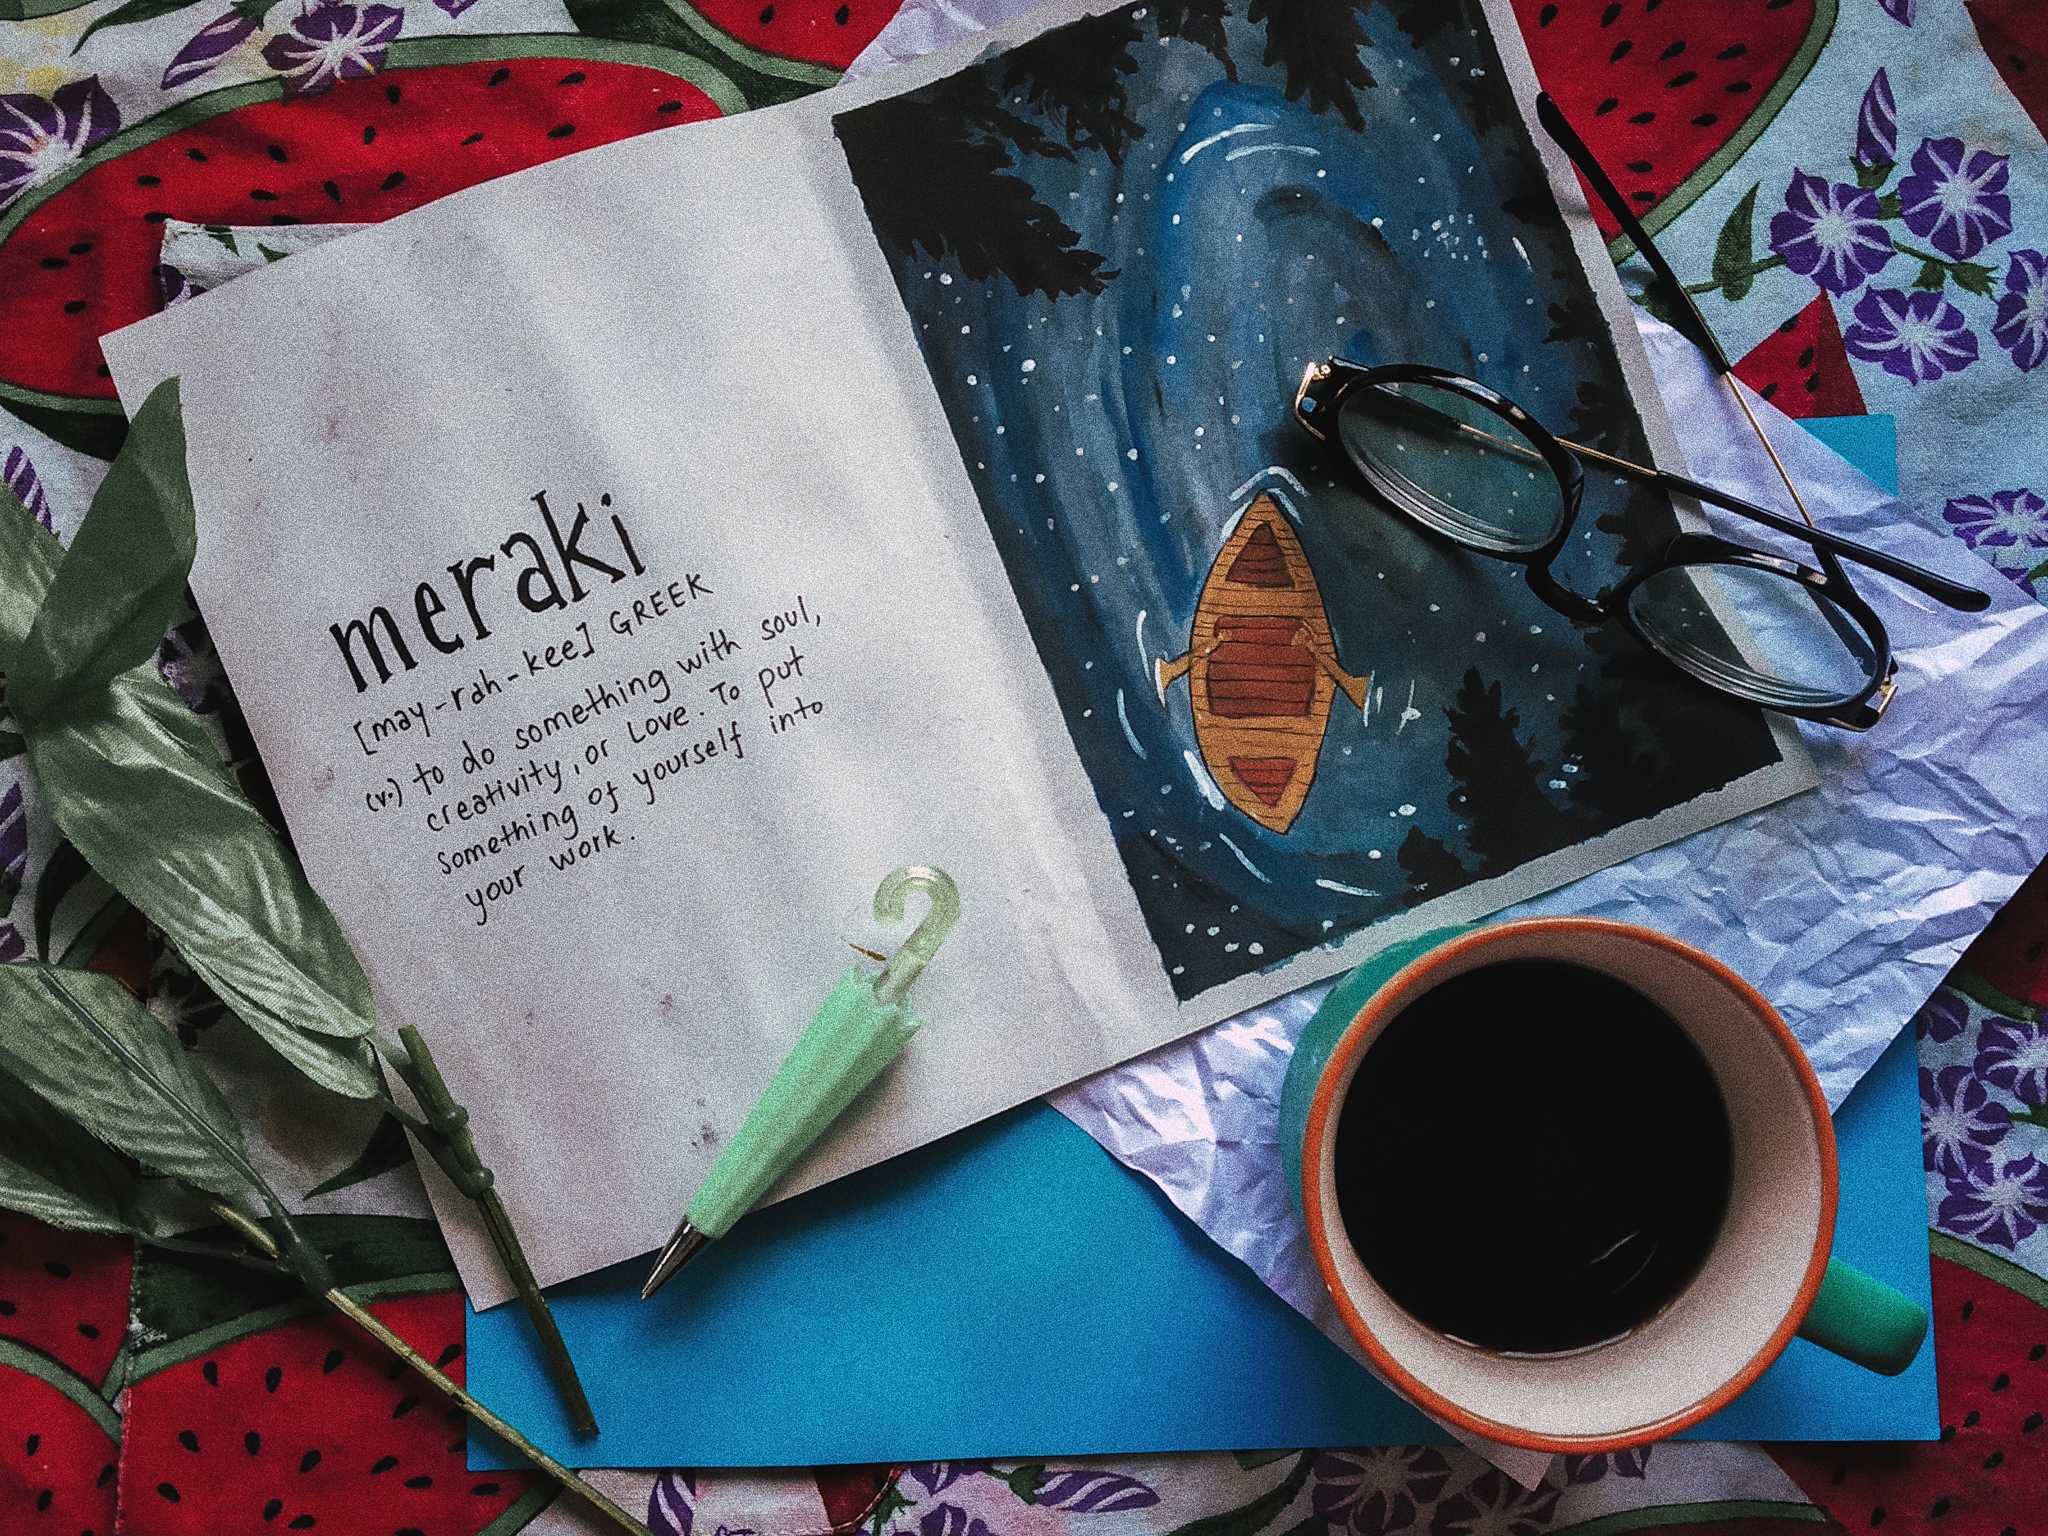 meraki
[may-rah-kee] GREEK
(v.) to do something with soul,
creativity, or Love. To put
something of yourself into
your work.